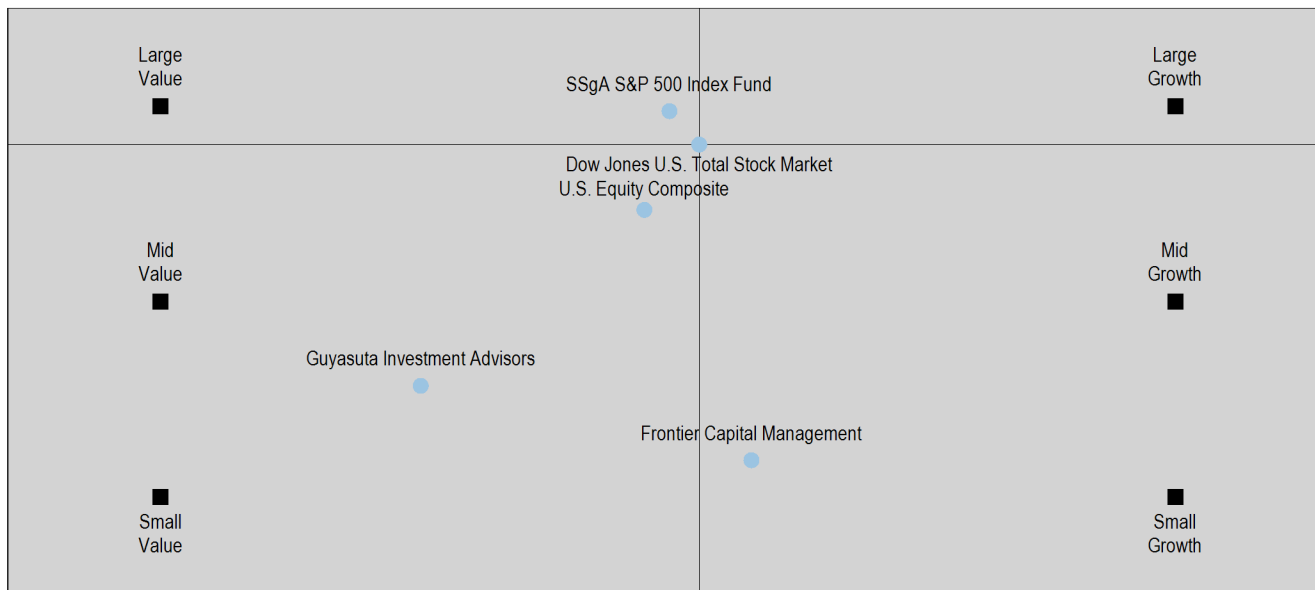 Large
Value
Large
Growth
SSgA S&P 500 Index Fund
Dow Jones U.S. Total Stock Market
U.S. Equity Composite
Mid
Value
Mid
Growth
Guyasuta Investment Advisors
Frontier Capital Management
Small
Value
Small
Growth